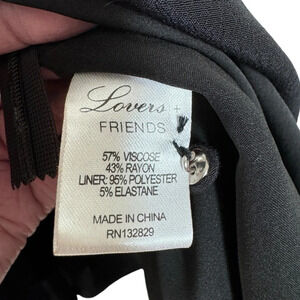 Lovers +
FRIENDS
57% VISCOSE
43% RAYON
LINER: 95% POLYESTER
5% ELASTANE
MADE IN CHINA
RN132829